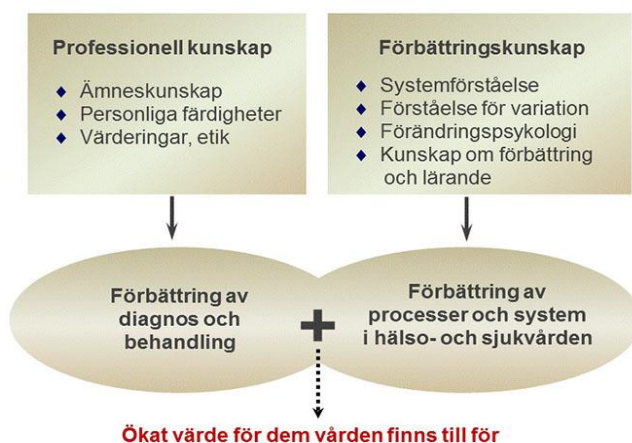 Professionell kunskap
Ämneskunskap
Personliga färdigheter
Värderingar, etik
Förbättringskunskap
Systemförståelse
Förståelse för variation
Förändringspsykologi
Kunskap om förbättring
och lärande
Förbättring av
diagnos och
behandling
+
Förbättring av
processer och system
i hälso- och sjukvården
Ökat värde för dem vården finns till för